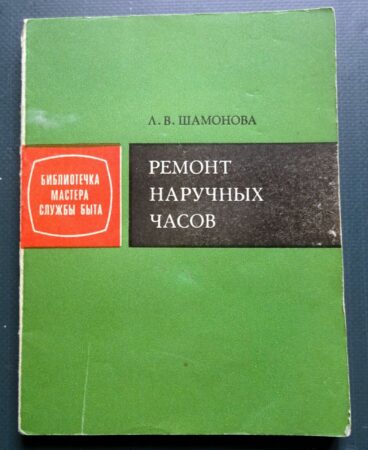 Л. В. ШАМОНОВА
БИБЛИОТЕЧКА
МАСТЕРА
СЛУЖБЫ БЫТА
РЕМОНТ
НАРУЧНЫХ
ЧАСОВ